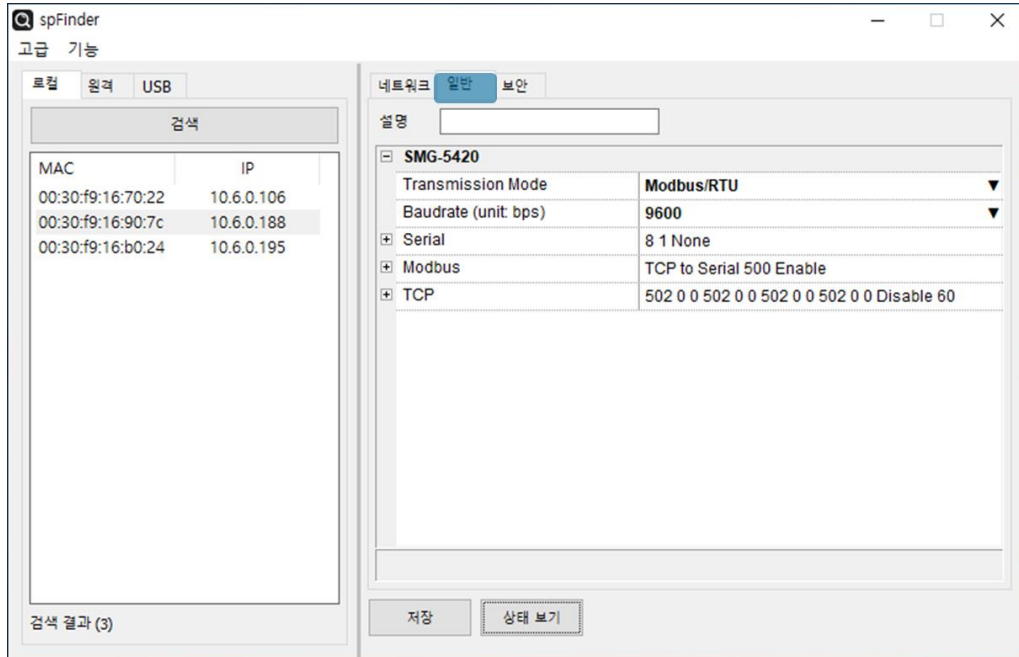 spFinder
고급 기능
로컬 원격 USB
검색
MAC IP
00:30:f9:16:70:22 10.6.0.106
00:30:f9:16:90:7c 10.6.0.188
00:30:f9:16:b0:24 10.6.0.195
검색 결과 (3)
네트워크 일반 보안
설명
SMG-5420
Transmission Mode Modbus/RTU
Baudrate (unit: bps) 9600
Serial 8 1 None
Modbus TCP to Serial 500 Enable
TCP 502 0 0 502 0 0 502 0 0 502 0 0 Disable 60
저장 상태 보기